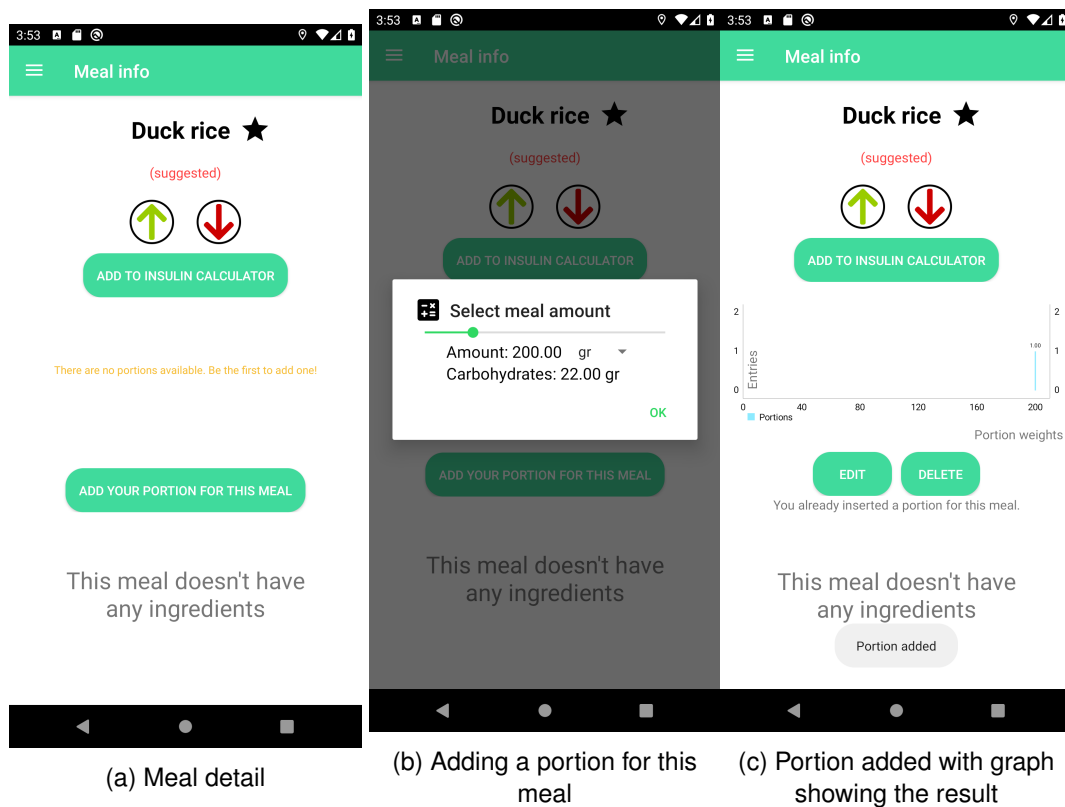 3:53
Meal info
Duck rice
(suggested)
ADD TO INSULIN CALCULATOR
There are no portions available. Be the first to add one!
ADD YOUR PORTION FOR THIS MEAL
This meal doesn't have
any ingredients
(a) Meal detail
3:53
Meal info
Duck rice
(suggested)
ADD TO INSULIN CALCULATOR
Select meal amount
Amount: 200.00 gr
Carbohydrates: 22.00 gr
OK
ADD YOUR PORTION FOR THIS MEAL
This meal doesn't have
any ingredients
(b) Adding a portion for this
meal
3:53
Meal info
Duck rice
(suggested)
ADD TO INSULIN CALCULATOR
2 2
1.00
1 1
Entries
0 0
0 40 80 120 160 200
Portions
Portion weights
EDIT DELETE
You already inserted a portion for this meal.
This meal doesn't have
any ingredients
Portion added
(c) Portion added with graph
showing the result